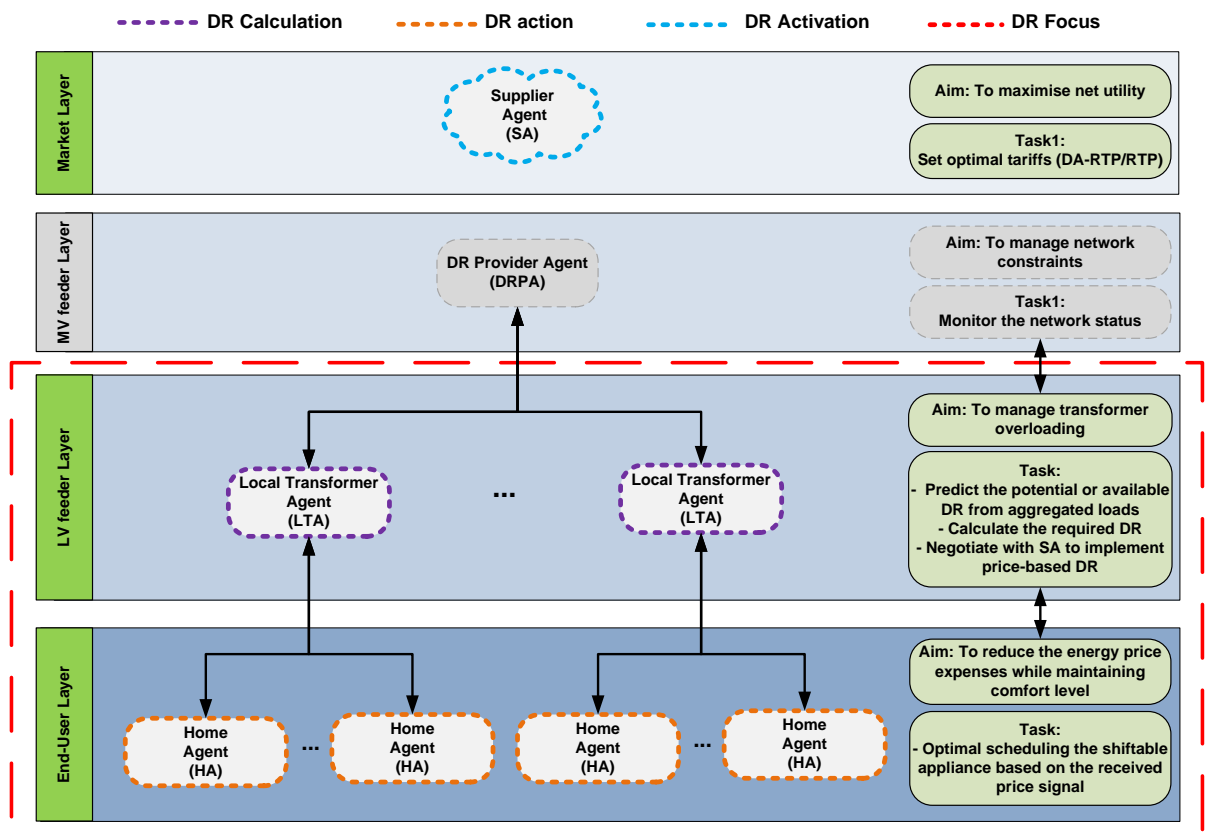 DR Calculation
DR action
DR Activation
DR Focus
Market Layer
Supplier
Agent
(SA)
Aim: To maximise net utility
Task1:
Set optimal tariffs (DA-RTP/RTP)
MV feeder Layer
DR Provider Agent
(DRPA)
Aim: To manage network
constraints
Task1:
Monitor the network status
LV feeder Layer
Local Transformer
Agent
(LTA)
...
Local Transformer
Agent
(LTA)
Aim: To manage transformer
overloading
Task:
- Predict the potential or available
DR from aggregated loads
- Calculate the required DR
- Negotiate with SA to implement
price-based DR
End-User Layer
Home
Agent
(HA)
...
Home
Agent
(HA)
Home
Agent
(HA)
...
Home
Agent
(HA)
Aim: To reduce the energy price
expenses while maintaining
comfort level
Task:
- Optimal scheduling the shiftable
appliance based on the received
price signal